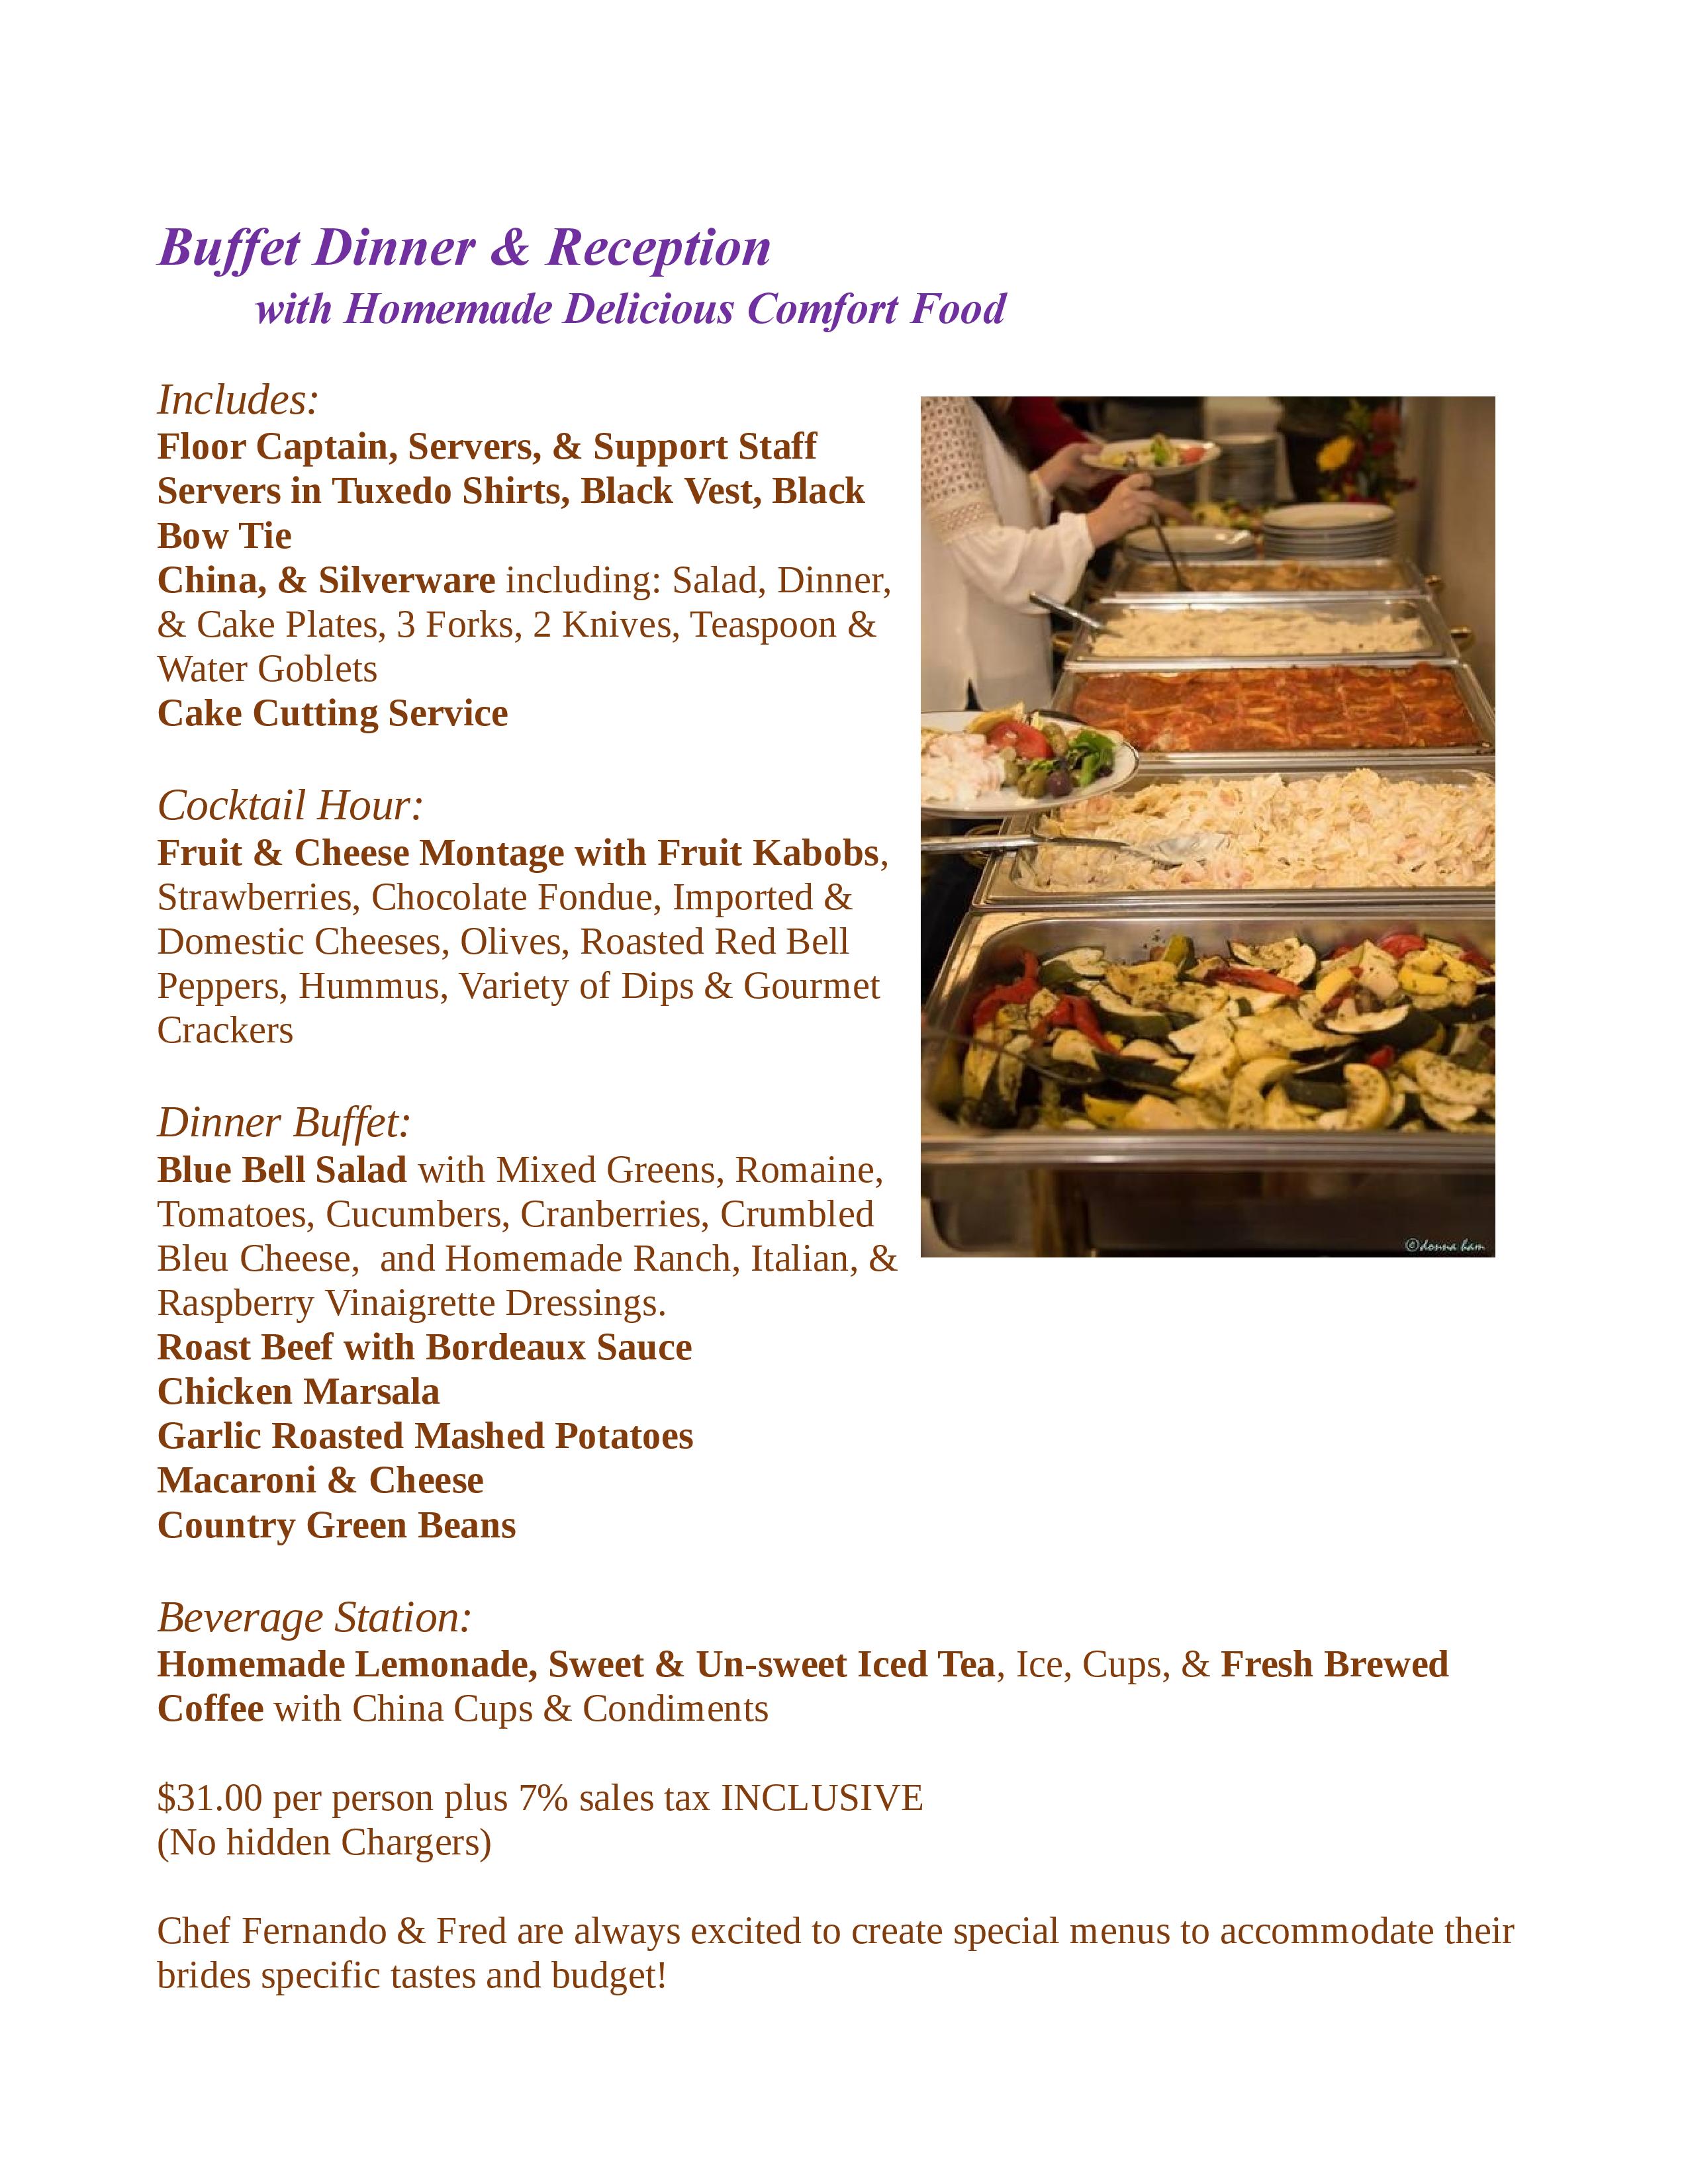 Buffet Dinner & Reception
with Homemade Delicious Comfort Food
Includes:
Floor Captain, Servers, & Support Staff
Servers in Tuxedo Shirts, Black Vest, Black
Bow Tie
China, & Silverware including: Salad, Dinner,
& Cake Plates, 3 Forks, 2 Knives, Teaspoon &
Water Goblets
Cake Cutting Service
Cocktail Hour:
Fruit & Cheese Montage with Fruit Kabobs,
Strawberries, Chocolate Fondue, Imported &
Domestic Cheeses, Olives, Roasted Red Bell
Peppers, Hummus, Variety of Dips & Gourmet
Crackers
Dinner Buffet:
Blue Bell Salad with Mixed Greens, Romaine,
Tomatoes, Cucumbers, Cranberries, Crumbled
Bleu Cheese,  and Homemade Ranch, Italian, &
Raspberry Vinaigrette Dressings.
Roast Beef with Bordeaux Sauce
Chicken Marsala
Garlic Roasted Mashed Potatoes
Macaroni & Cheese
Country Green Beans
©donna ham
Beverage Station:
Homemade Lemonade, Sweet & Un-sweet Iced Tea, Ice, Cups, & Fresh Brewed
Coffee with China Cups & Condiments
$31.00 per person plus 7% sales tax INCLUSIVE
(No hidden Chargers)
Chef Fernando & Fred are always excited to create special menus to accommodate their
brides specific tastes and budget!